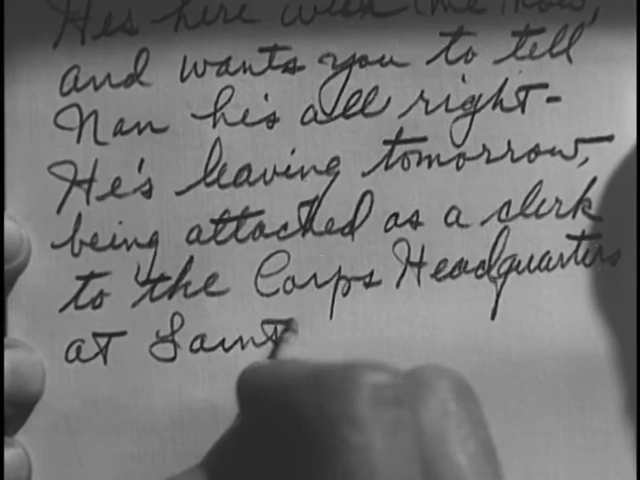 He's here with me now,
and wants you to tell
Nan he's all right-
He's leaving tomorrow,
being attached as a clerk
to the Corps Headquarters
at Saint